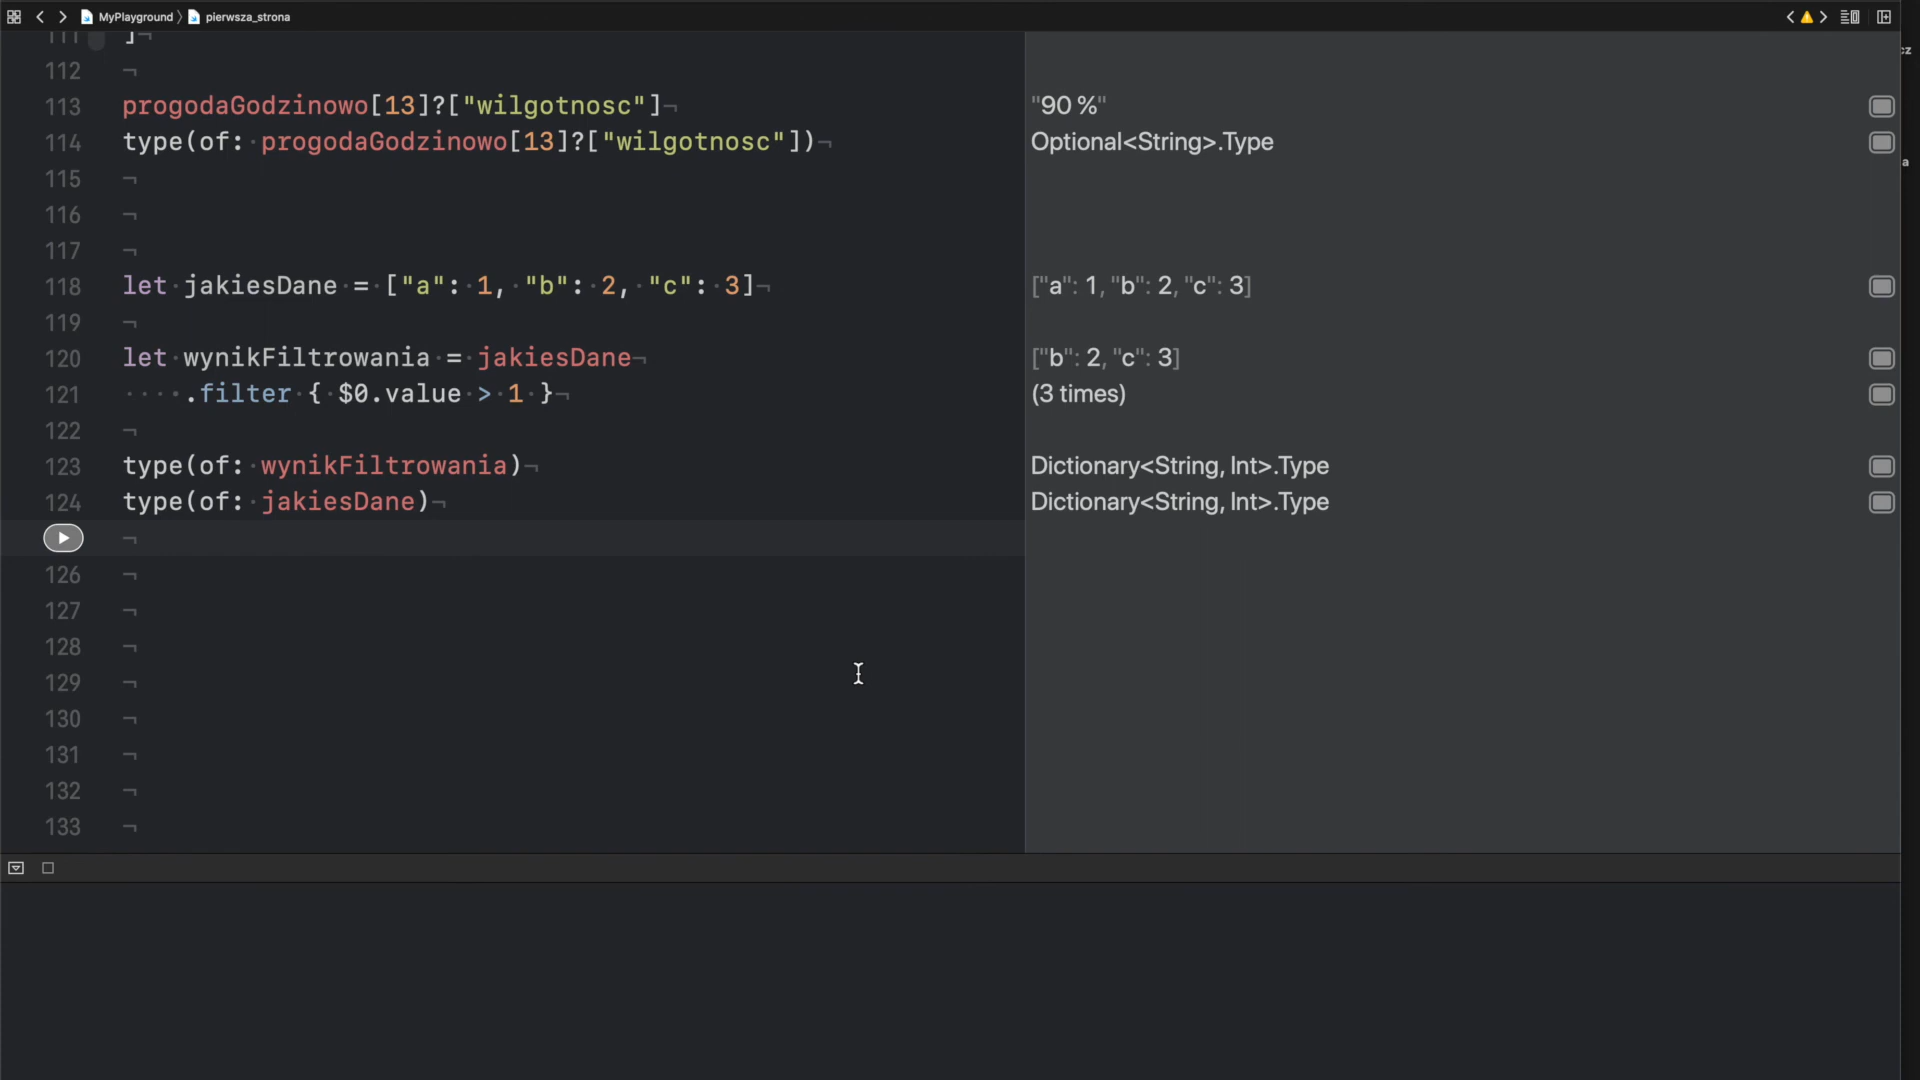 MyPlayground 〉 pierwsza_strona
111 ]¬
112 ¬
113 progodaGodzinowo[13]?["wilgotnosc"]¬ "90 %"
114 type(of:·progodaGodzinowo[13]?["wilgotnosc"])¬ Optional<String>.Type
115 ¬
116 ¬
117 ¬
118 let·jakiesDane·=·["a":·1,·"b":·2,·"c":·3]¬ ["a": 1, "b": 2, "c": 3]
119 ¬
120 let·wynikFiltrowania·=·jakiesDane¬ ["b": 2, "c": 3]
121 ····.filter·{·$0.value·>·1·}¬ (3 times)
122 ¬
123 type(of:·wynikFiltrowania)¬ Dictionary<String, Int>.Type
124 type(of:·jakiesDane)¬ Dictionary<String, Int>.Type
¬
126 ¬
127 ¬
128 ¬
129 ¬
130 ¬
131 ¬
132 ¬
133 ¬